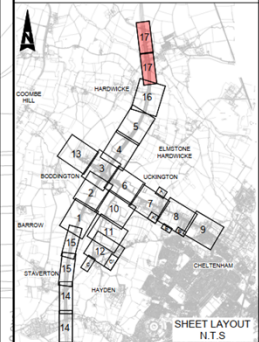 17
17
HARDWICKE
16
COOMBE
HILL
5
ELMSTONE
HARDWICKE
4
13
3
BODDINGTON
UCKINGTON
6
2
7
10
8
1
9
BARROW
11
15
CHELTENHAM
12
15
STAVERTON
HAYDEN
14
14
SHEET LAYOUT
N.T.S